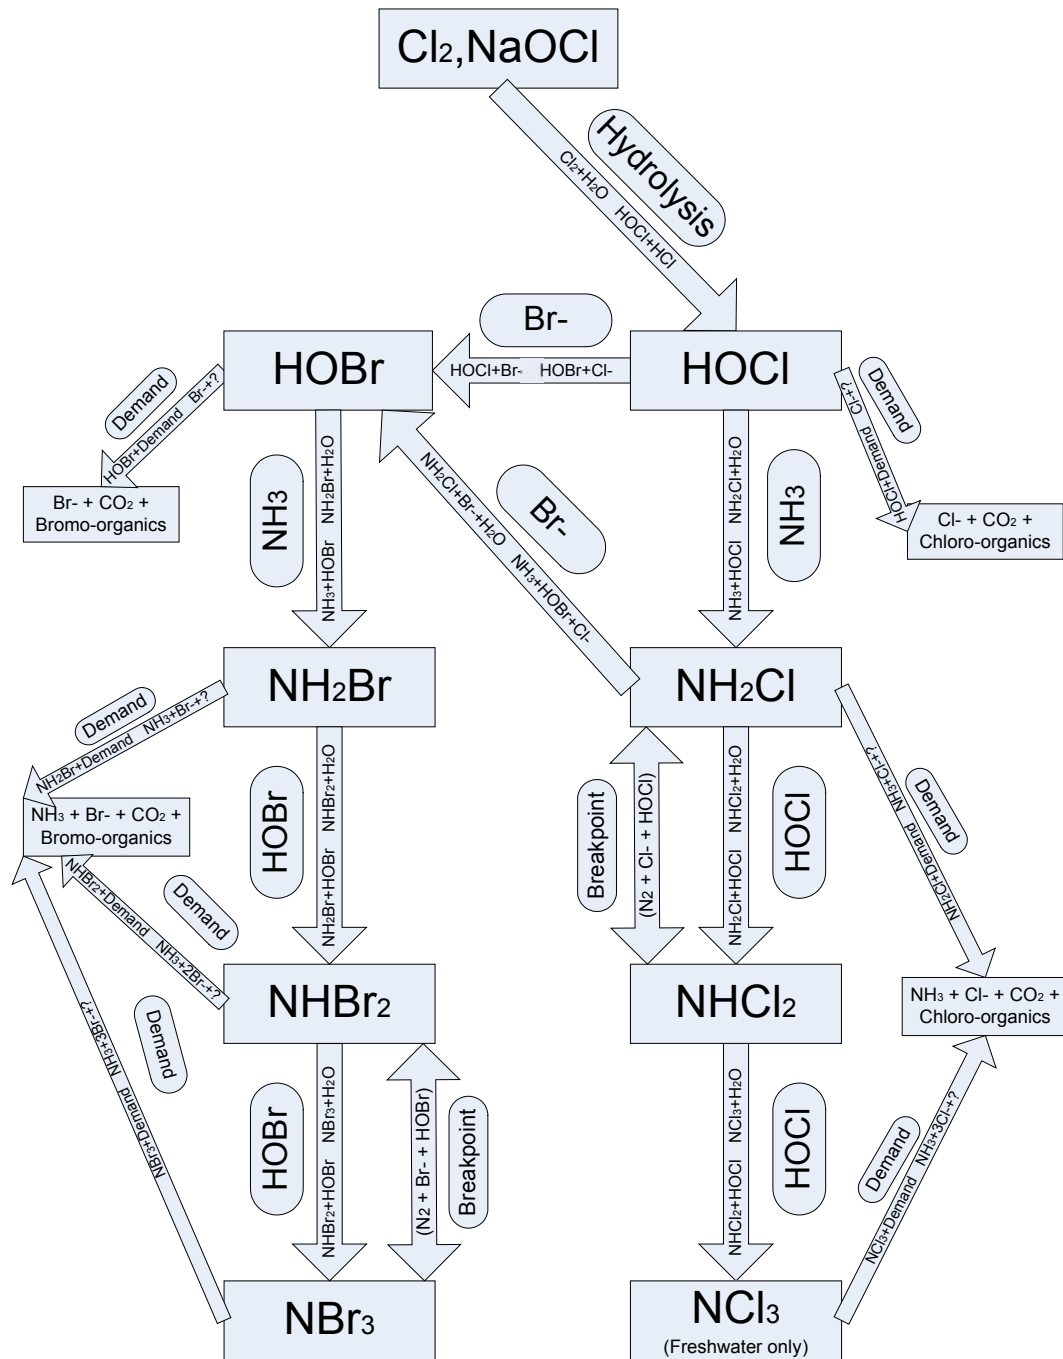 Cl2,NaOCl
Hydrolysis
Cl2+H2O HOCl+HCl
Br-
HOBr
HOCl+Br- HOBr+Cl-
HOCl
Demand
HOBr+Demand Br-+?
Br- + CO2 +
Bromo-organics
NH3
NH3+HOBr NH2Br+H2O
Br-
NH2Cl+Br-+H2O NH3+HOBr+Cl-
NH3+HOCl NH2Cl+H2O
NH3
Demand
HOCl+Demand Cl-+?
Cl- + CO2 +
Chloro-organics
NH2Br
NH2Cl
Demand
NH2Br+Demand NH3+Br-+?
NH3 + Br- + CO2 +
Bromo-organics
HOBr
NH2Br+HOBr NHBr2+H2O
Breakpoint
(N2 + Cl- + HOCl)
NH2Cl+HOCl NHCl2+H2O
HOCl
Demand
NH2Cl+Demand NH3+Cl-+?
Demand
NHBr2+Demand NH3+2Br-+?
NHBr2
NHCl2
NH3 + Cl- + CO2 +
Chloro-organics
Demand
NBr3+Demand NH3+3Br-+?
HOBr
NHBr2+HOBr NBr3+H2O
(N2 + Br- + HOBr)
Breakpoint
NHCl2+HOCl NCl3+H2O
HOCl
Demand
NCl3+Demand NH3+3Cl-+?
NBr3
NCl3
(Freshwater only)